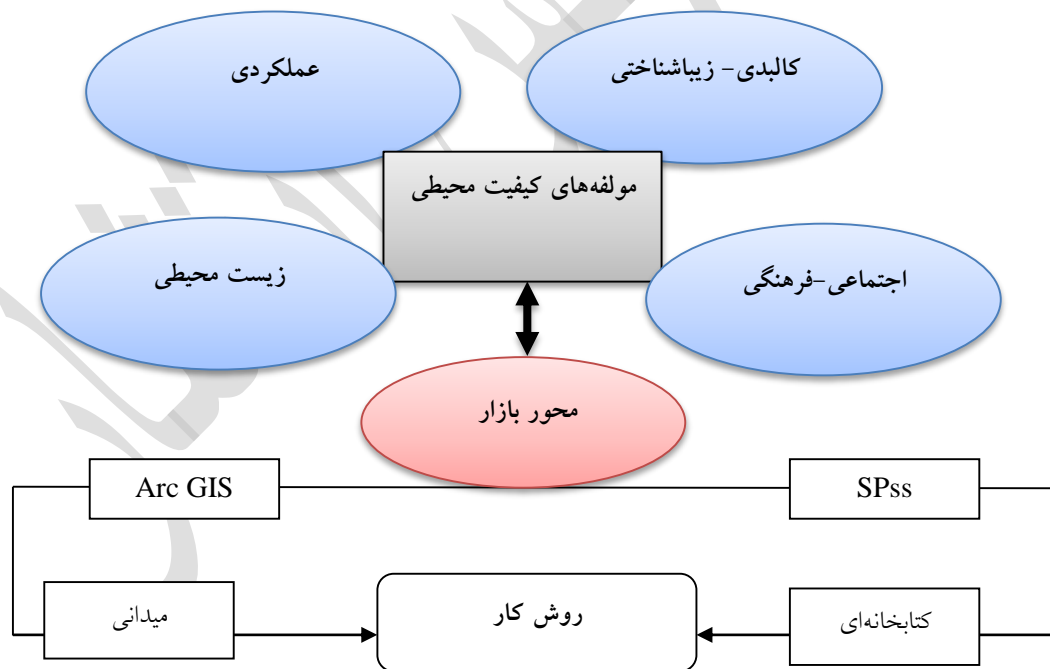 کالبدی- زیباشناختی
عملکردی
مولفه‌های کیفیت محیطی
اجتماعی-فرهنگی
زیست محیطی
محور بازار
SPss
Arc GIS
کتابخانه‌ای
روش کار
میدانی